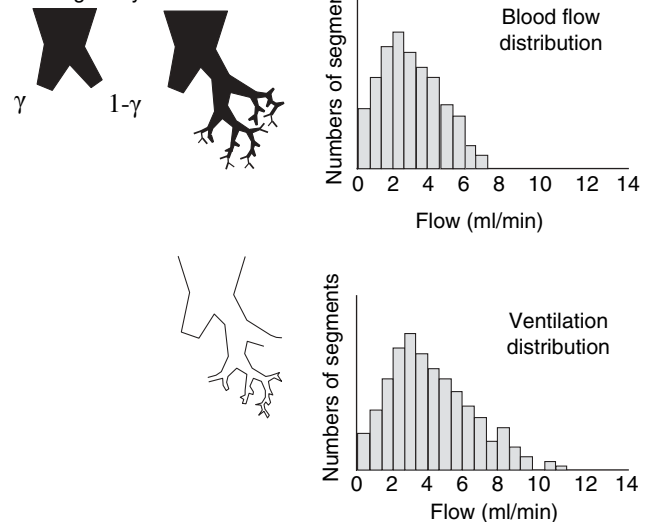 γ
1-γ
Blood flow
distribution
0 2 4 6 8 10 12 14
Flow (ml/min)
Numbers of segments
Ventilation
distribution
0 2 4 6 8 10 12 14
Flow (ml/min)